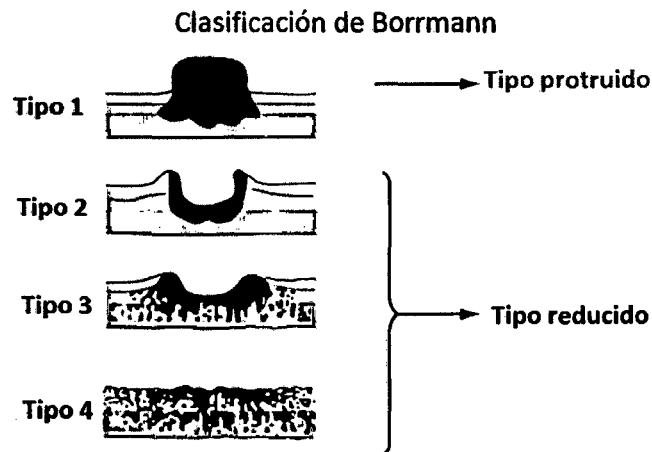 Clasificación de Borrmann
Tipo 1
Tipo protruido
Tipo 2
Tipo 3
Tipo reducido
Tipo 4